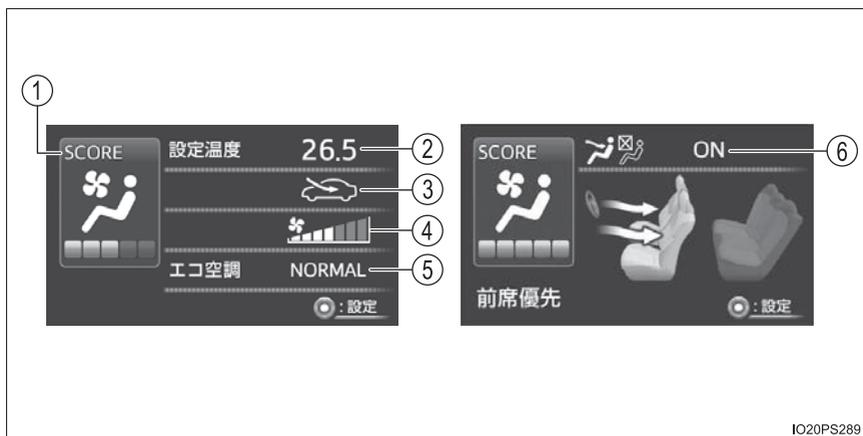 1
SCORE
設定温度 26.5
2
3
4
エコ空調 NORMAL
5
:設定
SCORE
ON
6
前席優先
:設定
IO20PS289